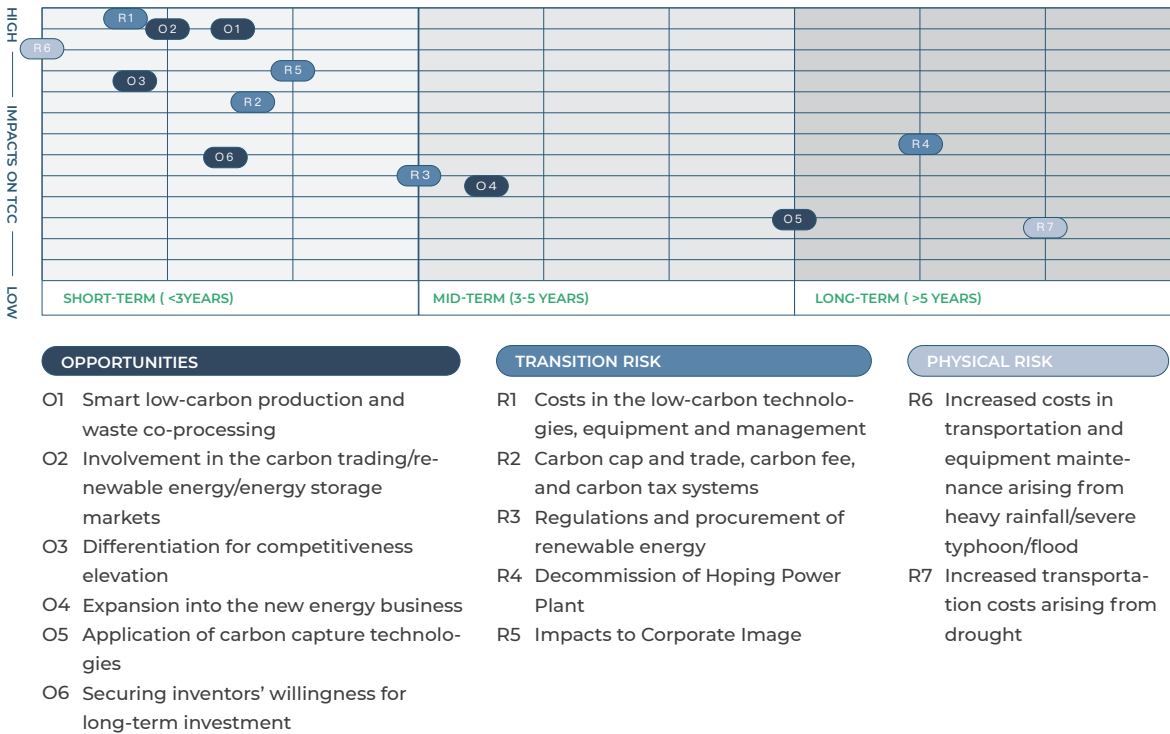 HIGH
IMPACTS ON TCC
LOW
R1
O2
O1
R6
R5
O3
R2
R4
O6
R3
O4
O5
R7
SHORT-TERM ( <3YEARS)
MID-TERM (3-5 YEARS)
LONG-TERM ( >5 YEARS)
OPPORTUNITIES
O1 Smart low-carbon production and
waste co-processing
O2 Involvement in the carbon trading/re-
newable energy/energy storage
markets
O3 Differentiation for competitiveness
elevation
O4 Expansion into the new energy business
O5 Application of carbon capture technolo-
gies
O6 Securing inventors’ willingness for
long-term investment
TRANSITION RISK
R1 Costs in the low-carbon technolo-
gies, equipment and management
R2 Carbon cap and trade, carbon fee,
and carbon tax systems
R3 Regulations and procurement of
renewable energy
R4 Decommission of Hoping Power
Plant
R5 Impacts to Corporate Image
PHYSICAL RISK
R6 Increased costs in
transportation and
equipment mainte-
nance arising from
heavy rainfall/severe
typhoon/flood
R7 Increased transporta-
tion costs arising from
drought